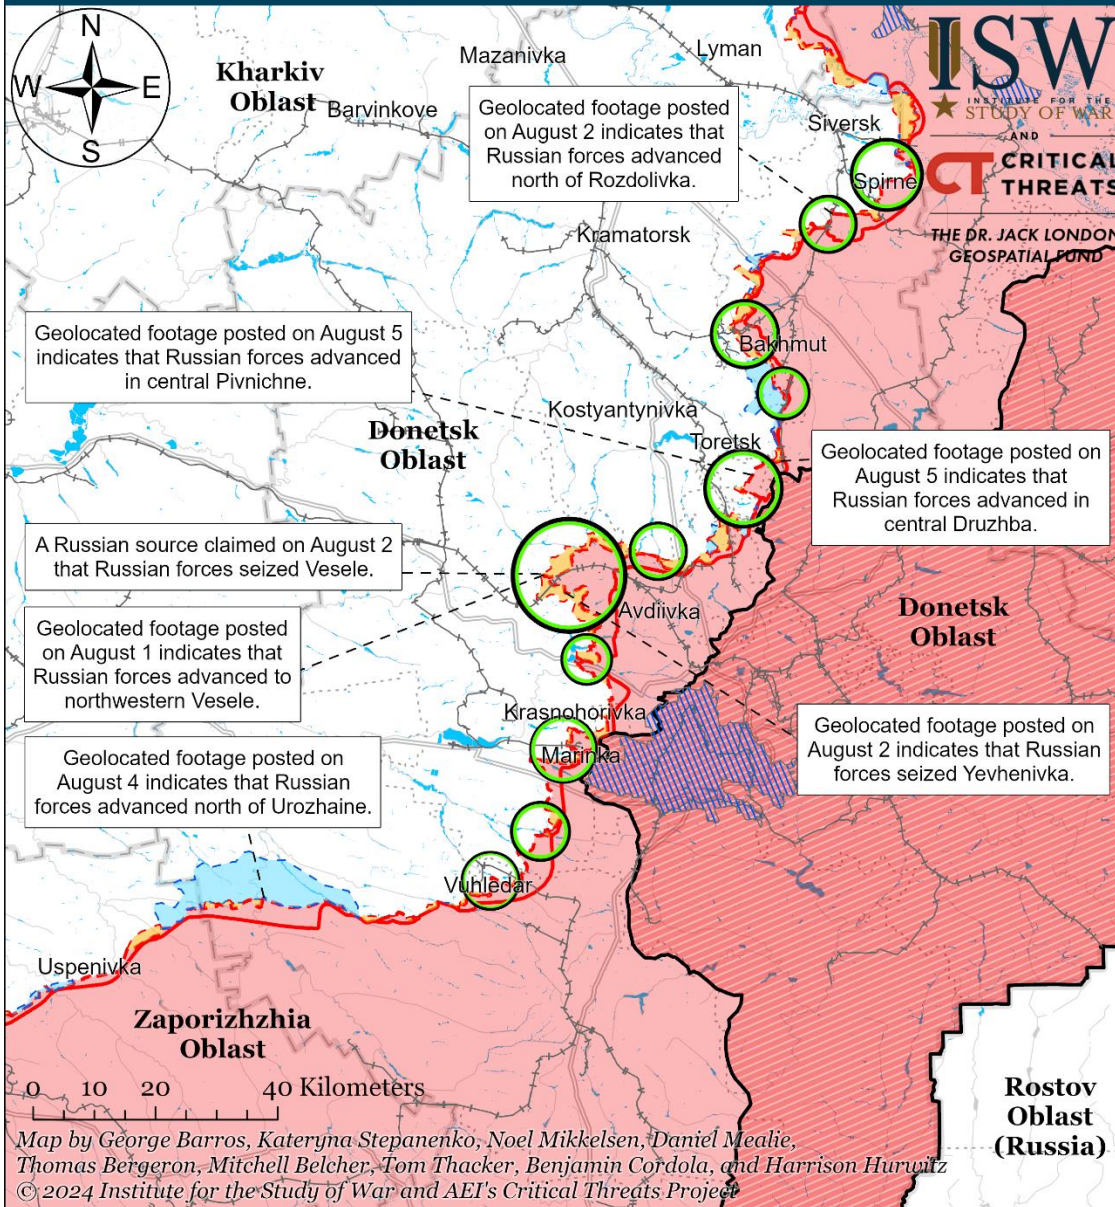 N
W
E
S
Kharkiv
Oblast
Mazanivka
Lyman
Barvinkove
ISW
INSTITUTE FOR THE
STUDY OF WAR
AND
CT CRITICAL
THREATS
THE DR. JACK LONDON
GEOSPATIAL FUND
Geolocated footage posted
on August 2 indicates that
Russian forces advanced
north of Rozdolivka.
Siversk
Spirne
Kramatorsk
Geolocated footage posted on August 5
indicates that Russian forces advanced
in central Pivnichne.
Bakhmut
Kostyantynivka
Donetsk
Oblast
Toretsk
Geolocated footage posted on
August 5 indicates that
Russian forces advanced in
central Druzhba.
A Russian source claimed on August 2
that Russian forces seized Vesele.
Avdiivka
Donetsk
Oblast
Geolocated footage posted
on August 1 indicates that
Russian forces advanced to
northwestern Vesele.
Krasnohorivka
Marinka
Geolocated footage posted on
August 2 indicates that Russian
forces seized Yevhenivka.
Geolocated footage posted on
August 4 indicates that Russian
forces advanced north of Urozhaine.
Vuhledar
Uspenivka
Zaporizhzhia
Oblast
0 10 20 40 Kilometers
Rostov
Oblast
(Russia)
Map by George Barros, Kateryna Stepanenko, Noel Mikkelsen, Daniel Mealie,
Thomas Bergeron, Mitchell Belcher, Tom Thacker, Benjamin Cordola, and Harrison Hurwitz
© 2024 Institute for the Study of War and AEI's Critical Threats Project